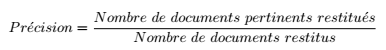 Précision = Nombre de documents pertinents restitués
Nombre de documents restitus